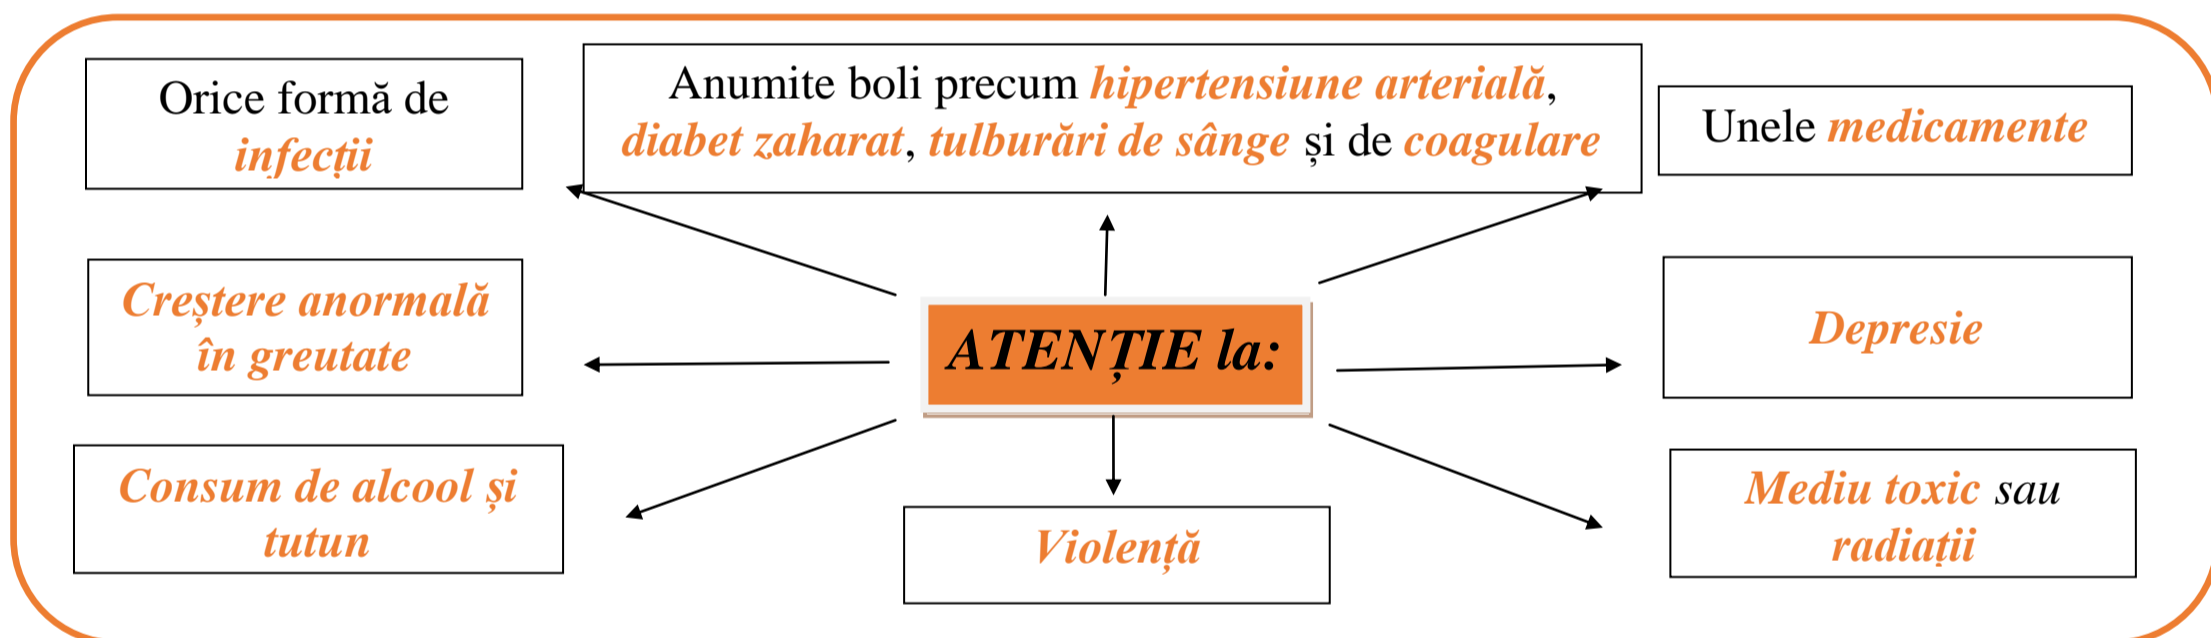 Orice formă de
infecții
Anumite boli precum hipertensiune arterială,
diabet zaharat, tulburări de sânge și de coagulare
Unele medicamente
Creștere anormală
în greutate
ATENȚIE la:
Depresie
Consum de alcool și
tutun
Violență
Mediu toxic sau
radiații